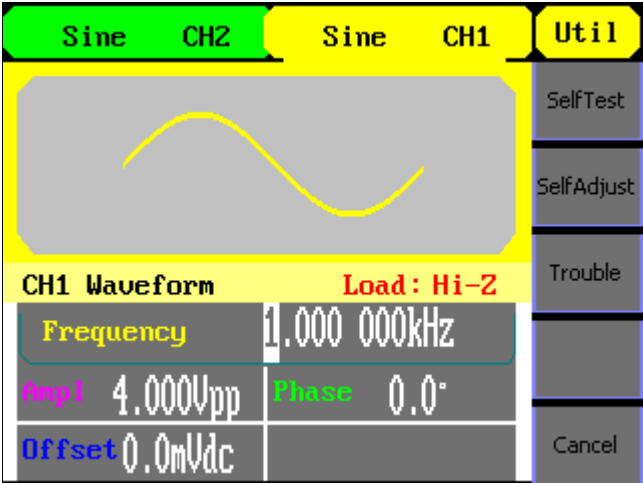 Sine CH2 Sine CH1 Util
SelfTest
SelfAdjust
Trouble
Cancel
CH1 Waveform Load:Hi-Z
Frequency 1.000 000kHz
Ampl 4.000Vpp Phase 0.0°
Offset 0.0mVdc